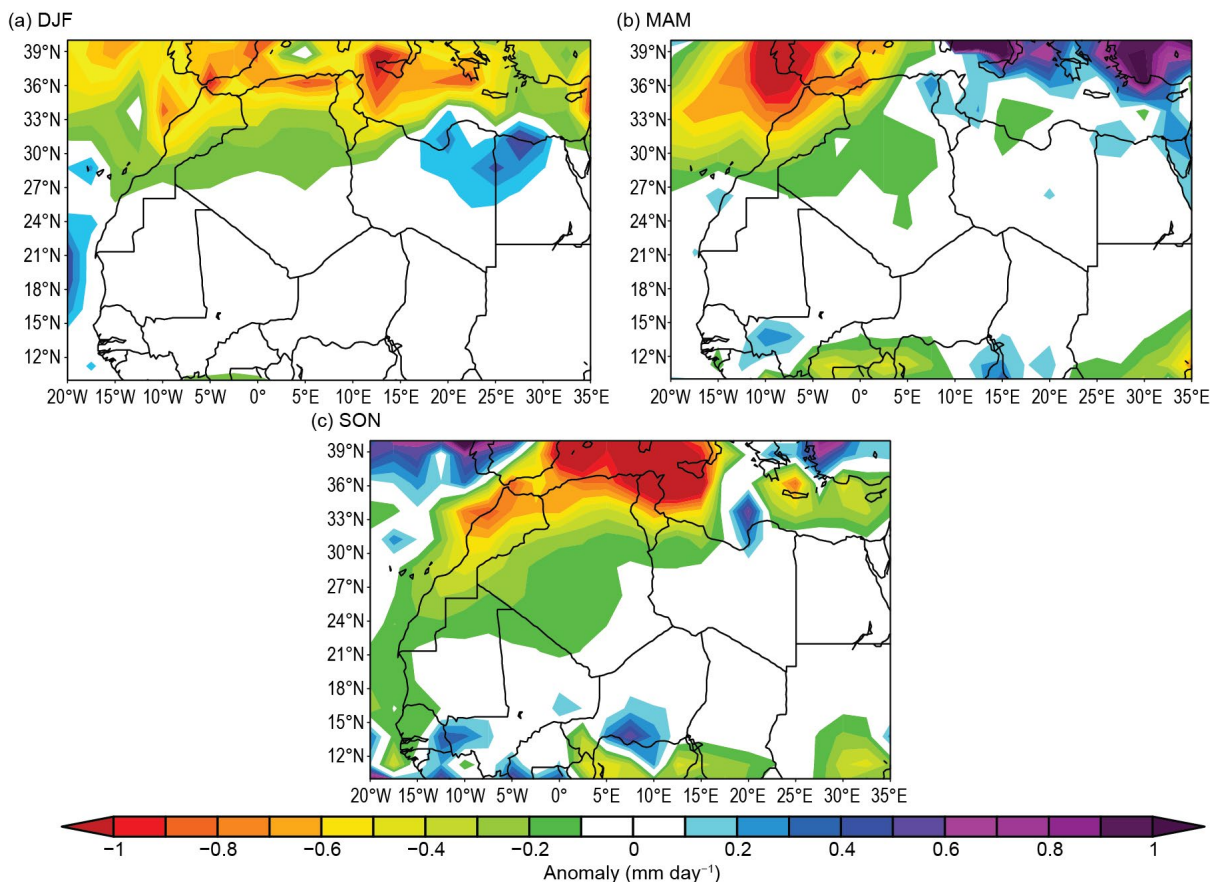 (a) DJF
39°N
36°N
33°N
30°N
27°N
24°N
21°N
18°N
15°N
12°N
20°W 15°W 10°W 5°W 0° 5°E 10°E 15°E 20°E 25°E 30°E 35°E
(b) MAM
39°N
36°N
33°N
30°N
27°N
24°N
21°N
18°N
15°N
12°N
20°W 15°W 10°W 5°W 0° 5°E 10°E 15°E 20°E 25°E 30°E 35°E
(c) SON
39°N
36°N
33°N
30°N
27°N
24°N
21°N
18°N
15°N
12°N
20°W 15°W 10°W 5°W 0° 5°E 10°E 15°E 20°E 25°E 30°E 35°E
−1 −0.8 −0.6 −0.4 −0.2 0 0.2 0.4 0.6 0.8 1
Anomaly (mm day⁻¹)